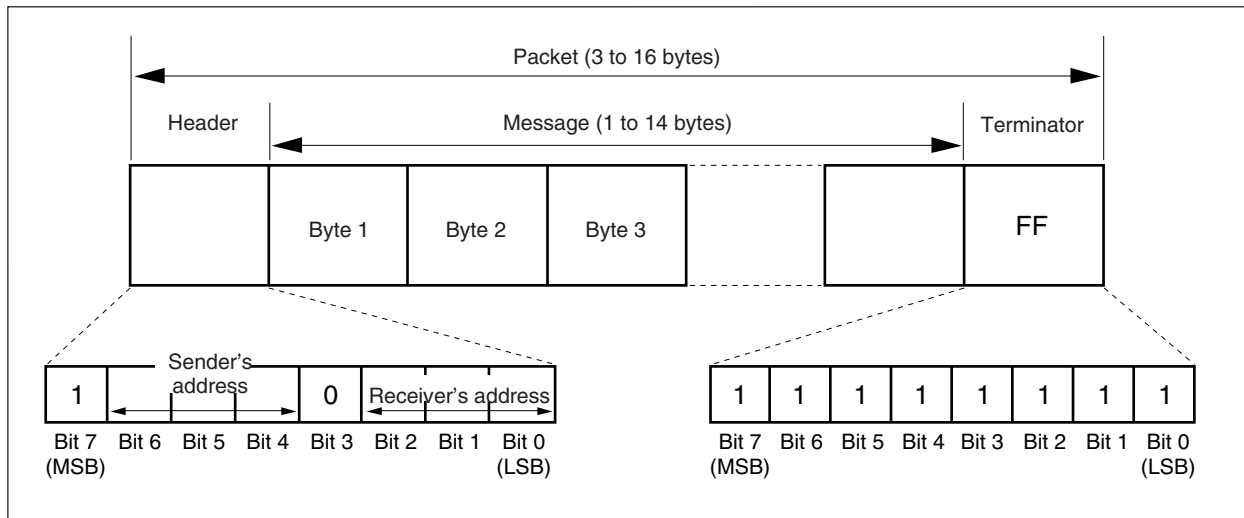 Packet (3 to 16 bytes)
Header
Message (1 to 14 bytes)
Terminator
Byte 1
Byte 2
Byte 3
FF
1
Sender's
address
0
Receiver's address
Bit 7
(MSB)
Bit 6
Bit 5
Bit 4
Bit 3
Bit 2
Bit 1
Bit 0
(LSB)
1 1 1 1 1 1 1 1
Bit 7
(MSB)
Bit 6
Bit 5
Bit 4
Bit 3
Bit 2
Bit 1
Bit 0
(LSB)